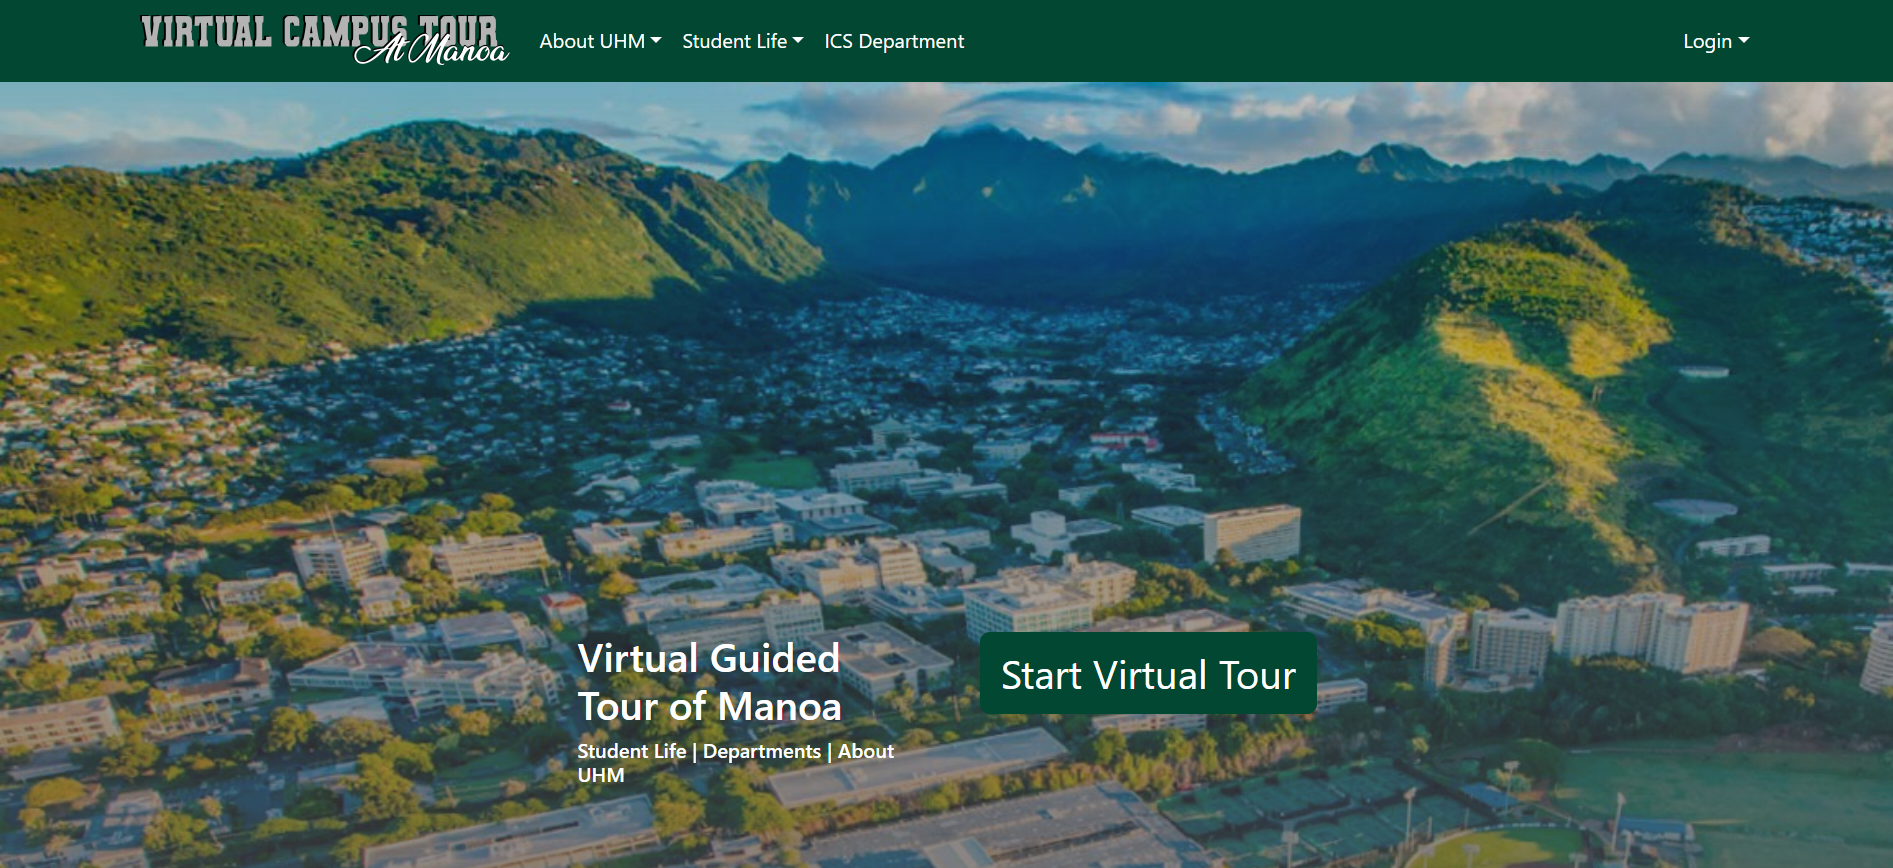 VIRTUAL CAMPUS TOUR
At Manoa
About UHM
Student Life
ICS Department
Login
Virtual Guided
Tour of Manoa
Start Virtual Tour
Student Life | Departments | About
UHM